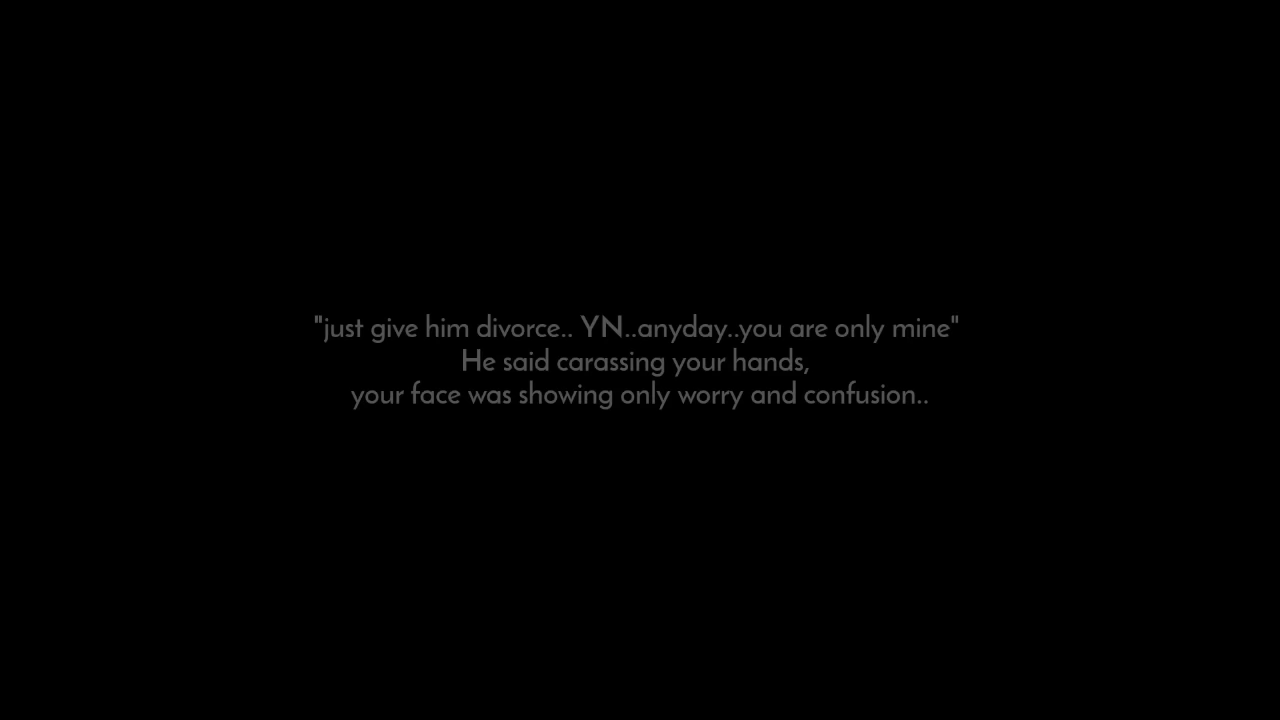 "just give him divorce.. YN..anyday..you are only mine"
He said carassing your hands,
your face was showing only worry and confusion..